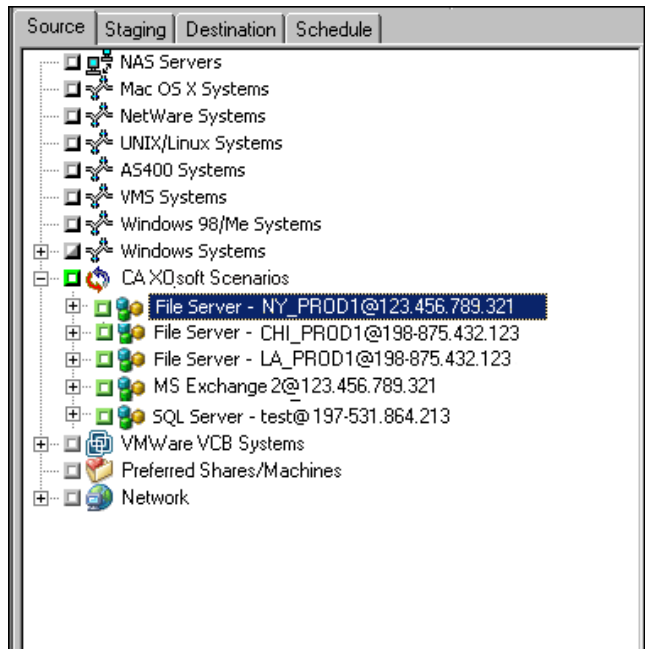 Source Staging Destination Schedule
NAS Servers
Mac OS X Systems
NetWare Systems
UNIX/Linux Systems
AS400 Systems
VMS Systems
Windows 98/Me Systems
Windows Systems
CA XOsoft Scenarios
File Server - NY_PROD1@123.456.789.321
File Server - CHI_PROD1@198-875.432.123
File Server - LA_PROD1@198-875.432.123
MS Exchange 2@123.456.789.321
SQL Server - test@197-531.864.213
VMWare VCB Systems
Preferred Shares/Machines
Network